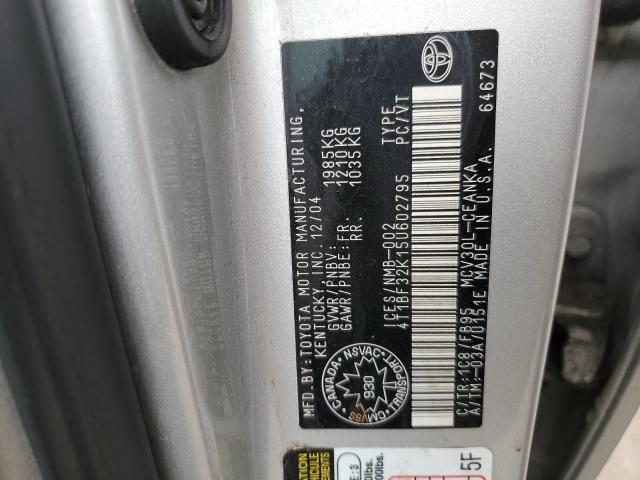 MFD.BY:TOYOTA MOTOR MANUFACTURING,
KENTUCKY, INC. 12/04
GVWR/PNBV: 1985KG
GAWR/PNBE:FR. 1210KG
RR. 1035KG
CANADA
NSVAC
930
CMVSS
TRANSPORT
ICES/NMB-002
4T1BF32K15U602795
TYPE:
PC/VT
C/TR:1C8/FB95 MCV30L-CEANKA
A/TM:-03A/U151E MADE IN U.S.A.
64673
5F